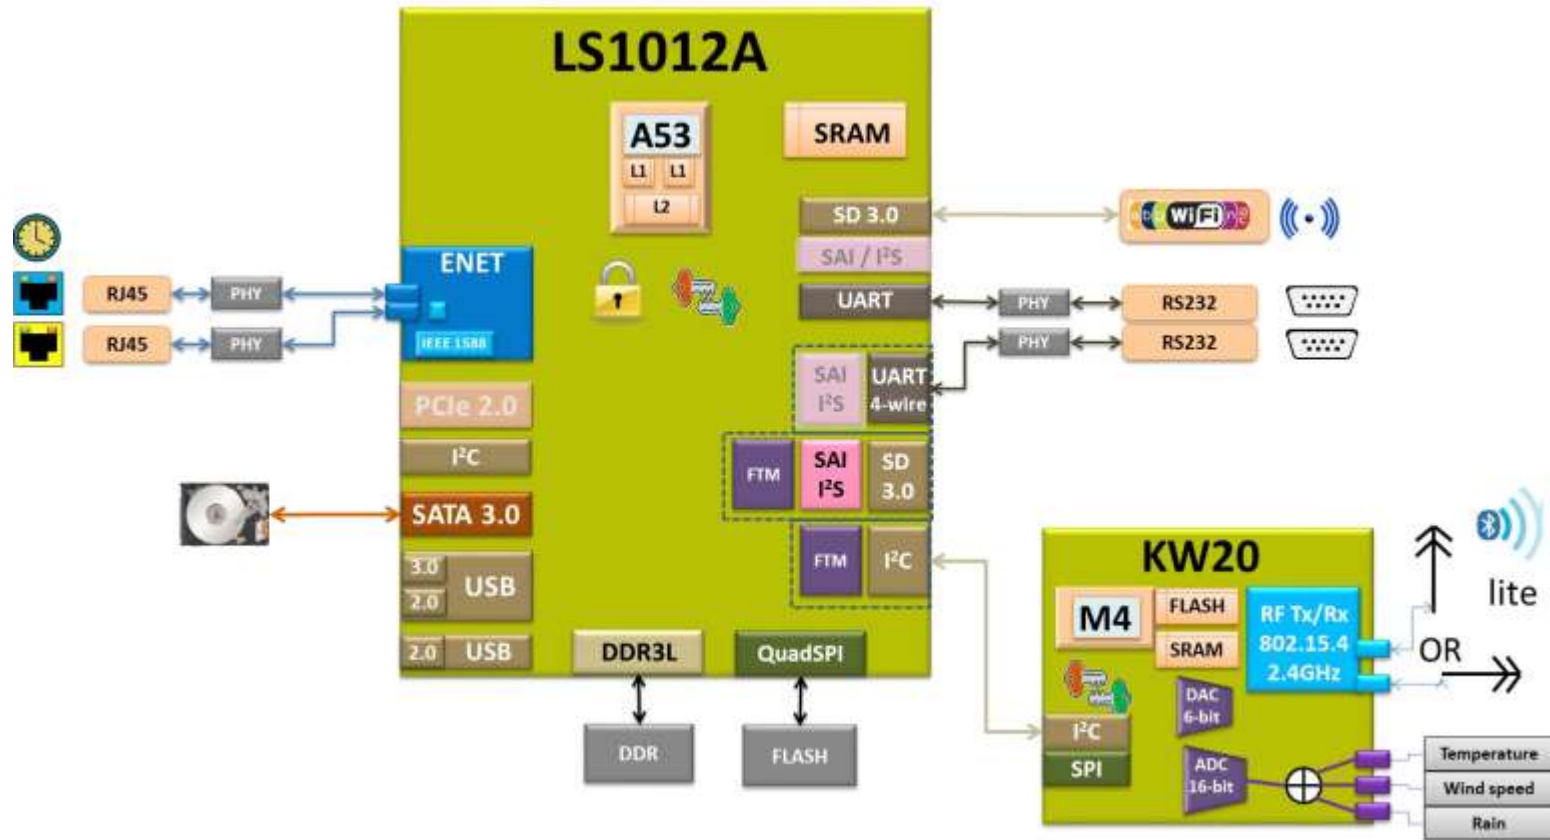 LS1012A
A53
L1 L1
L2
SRAM
SD 3.0
WiFi
SAI / I²S
ENET
IEEE 1588
RJ45
PHY
RJ45
PHY
UART
PHY
RS232
PHY
RS232
SAI
I²S
UART
4-wire
PCIe 2.0
I²C
FTM
SAI
I²S
SD
3.0
SATA 3.0
FTM
I²C
3.0
2.0
USB
2.0
USB
DDR3L
QuadSPI
DDR
FLASH
KW20
M4
FLASH
SRAM
RF Tx/Rx
802.15.4
2.4GHz
lite
OR
DAC
6-bit
I²C
SPI
ADC
16-bit
Temperature
Wind speed
Rain